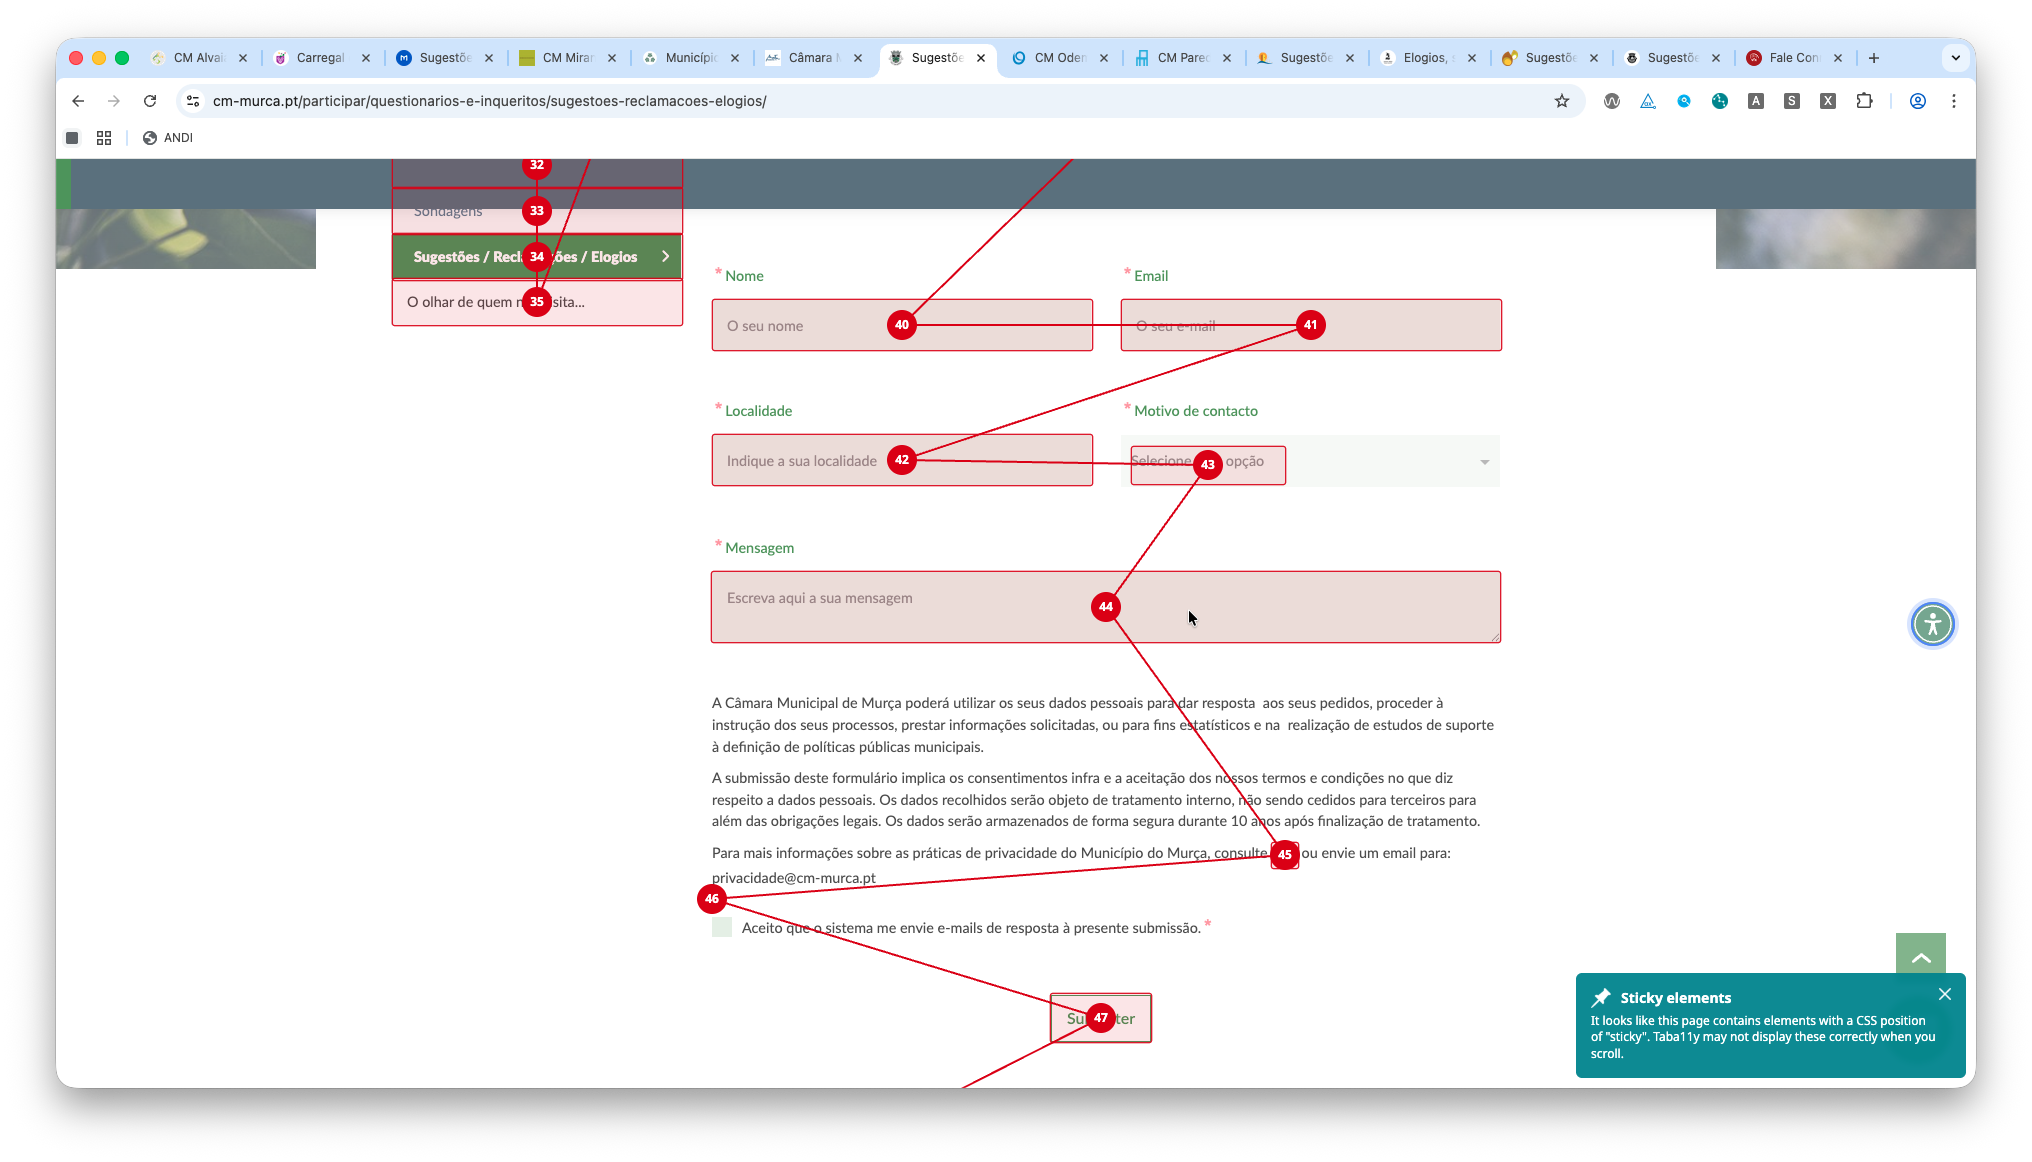 CM Alvai
Carregal
Sugestõe
CM Miran
Município
Câmara M
Sugestõe
CM Odem
CM Pared
Sugestõe
Elogios, s
Sugestõe
Sugestõe
Fale Con
cm-murca.pt/participar/questionarios-e-inqueritos/sugestoes-reclamacoes-elogios/
A
S
X
ANDI
32
Sondagens
33
Sugestões / Recl ões / Elogios
34
O olhar de quem n sita...
35
* Nome
* Email
O seu nome
40
O seu e-mail
41
* Localidade
* Motivo de contacto
Indique a sua localidade
42
Selecione opção
43
* Mensagem
Escreva aqui a sua mensagem
44
A Câmara Municipal de Murça poderá utilizar os seus dados pessoais para dar resposta aos seus pedidos, proceder à
instrução dos seus processos, prestar informações solicitadas, ou para fins estatísticos e na realização de estudos de suporte
à definição de políticas públicas municipais.
A submissão deste formulário implica os consentimentos infra e a aceitação dos nossos termos e condições no que diz
respeito a dados pessoais. Os dados recolhidos serão objeto de tratamento interno, não sendo cedidos para terceiros para
além das obrigações legais. Os dados serão armazenados de forma segura durante 10 anos após finalização de tratamento.
Para mais informações sobre as práticas de privacidade do Município do Murça, consulte 45 ou envie um email para:
privacidade@cm-murca.pt
46
Aceito que o sistema me envie e-mails de resposta à presente submissão. *
Su 47 ter
Sticky elements
It looks like this page contains elements with a CSS position
of "sticky". Taba11y may not display these correctly when you
scroll.